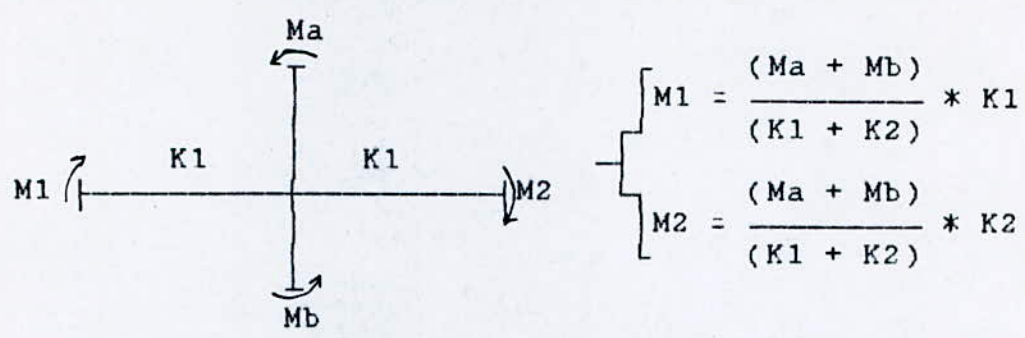 Ma
K1 K1
M1 M2
Mb
M1 = (Ma + Mb) / (K1 + K2) * K1
M2 = (Ma + Mb) / (K1 + K2) * K2